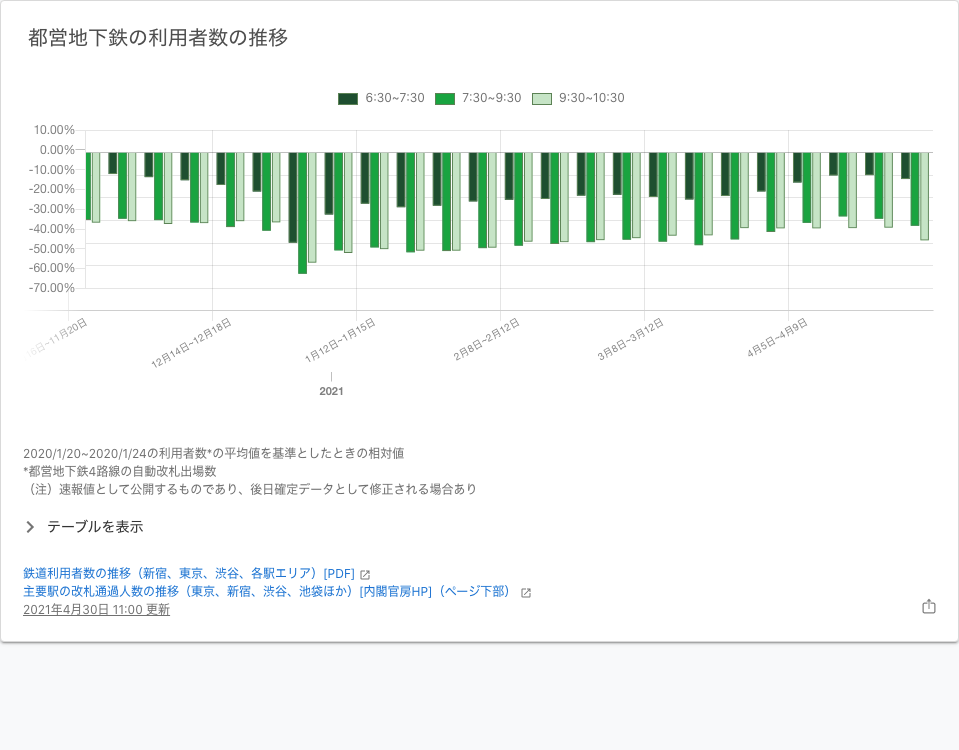 都営地下鉄の利用者数の推移
6:30~7:30 7:30~9:30 9:30~10:30
10.00%
0.00%
-10.00%
-20.00%
-30.00%
-40.00%
-50.00%
-60.00%
-70.00%
~11月20日
12月14日~12月18日
1月12日~1月15日
2月8日~2月12日
3月8日~3月12日
4月5日~4月9日
2021
2020/1/20~2020/1/24の利用者数*の平均値を基準としたときの相対値
*都営地下鉄4路線の自動改札出場数
（注）速報値として公開するものであり、後日確定データとして修正される場合あり
テーブルを表示
鉄道利用者数の推移（新宿、東京、渋谷、各駅エリア）[PDF]
主要駅の改札通過人数の推移（東京、新宿、渋谷、池袋ほか）[内閣官房HP]（ページ下部）
2021年4月30日 11:00 更新